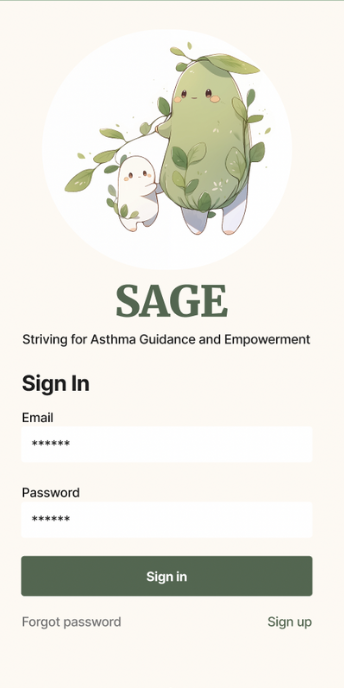 SAGE
Striving for Asthma Guidance and Empowerment
Sign In
Email
******
Password
******
Sign in
Forgot password
Sign up